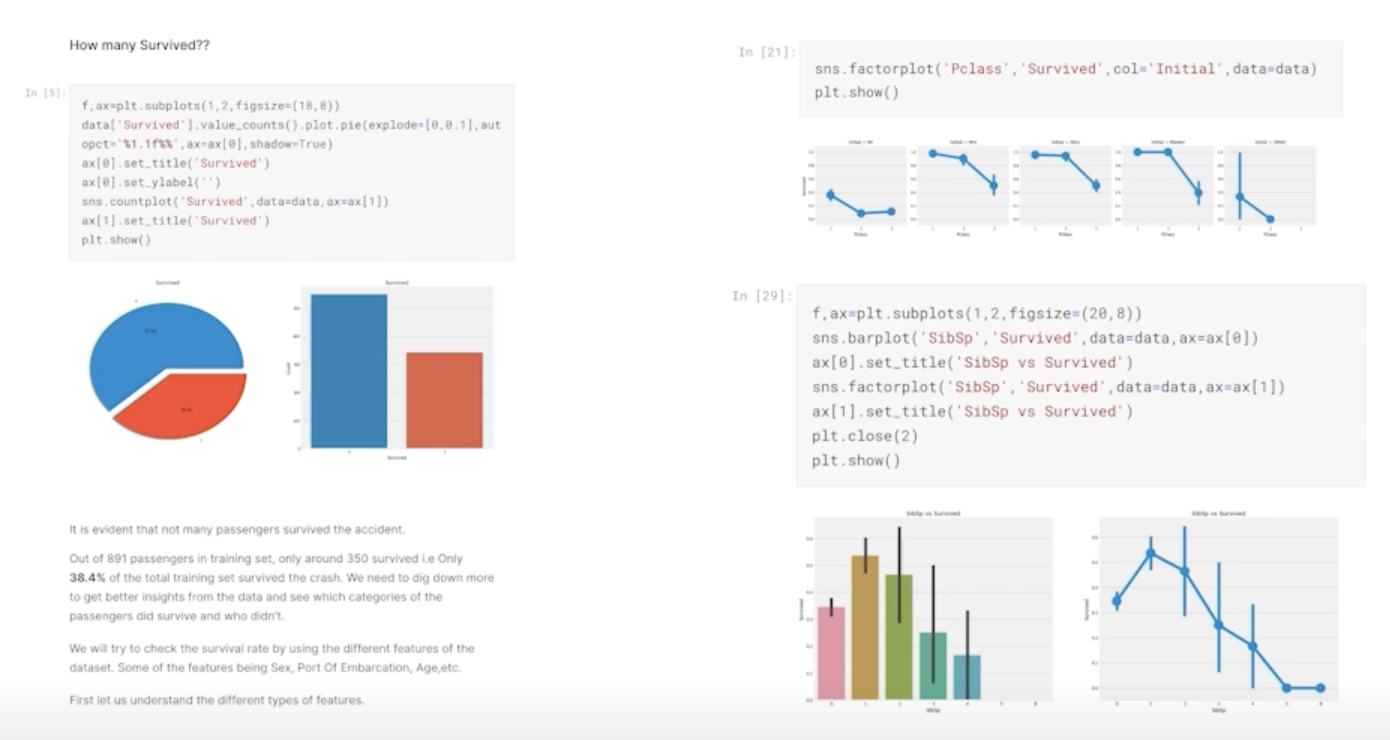 How many Survived??
In [5]:
f,ax=plt.subplots(1,2,figsize=(18,8))
data['Survived'].value_counts().plot.pie(explode=[0,0.1],aut
opct='%1.1f%%',ax=ax[0],shadow=True)
ax[0].set_title('Survived')
ax[0].set_ylabel('')
sns.countplot('Survived',data=data,ax=ax[1])
ax[1].set_title('Survived')
plt.show()
Survived
Survived
Survived
It is evident that not many passengers survived the accident.
Out of 891 passengers in training set, only around 350 survived i.e Only
38.4% of the total training set survived the crash. We need to dig down more
to get better insights from the data and see which categories of the
passengers did survive and who didn't.
We will try to check the survival rate by using the different features of the
dataset. Some of the features being Sex, Port Of Embarcation, Age,etc.
First let us understand the different types of features.
In [21]:
sns.factorplot('Pclass','Survived',col='Initial',data=data)
plt.show()
In [29]:
f,ax=plt.subplots(1,2,figsize=(20,8))
sns.barplot('SibSp','Survived',data=data,ax=ax[0])
ax[0].set_title('SibSp vs Survived')
sns.factorplot('SibSp','Survived',data=data,ax=ax[1])
ax[1].set_title('SibSp vs Survived')
plt.close(2)
plt.show()
SibSp vs Survived
Survived
SibSp
SibSp vs Survived
Survived
SibSp